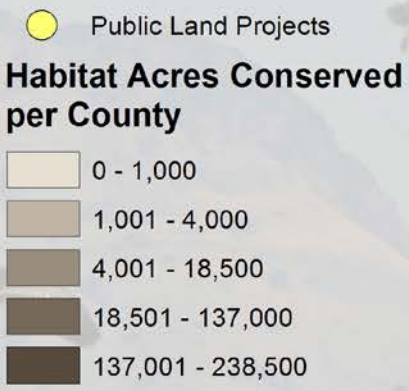 Public Land Projects
Habitat Acres Conserved
per County
0 - 1,000
1,001 - 4,000
4,001 - 18,500
18,501 - 137,000
137,001 - 238,500